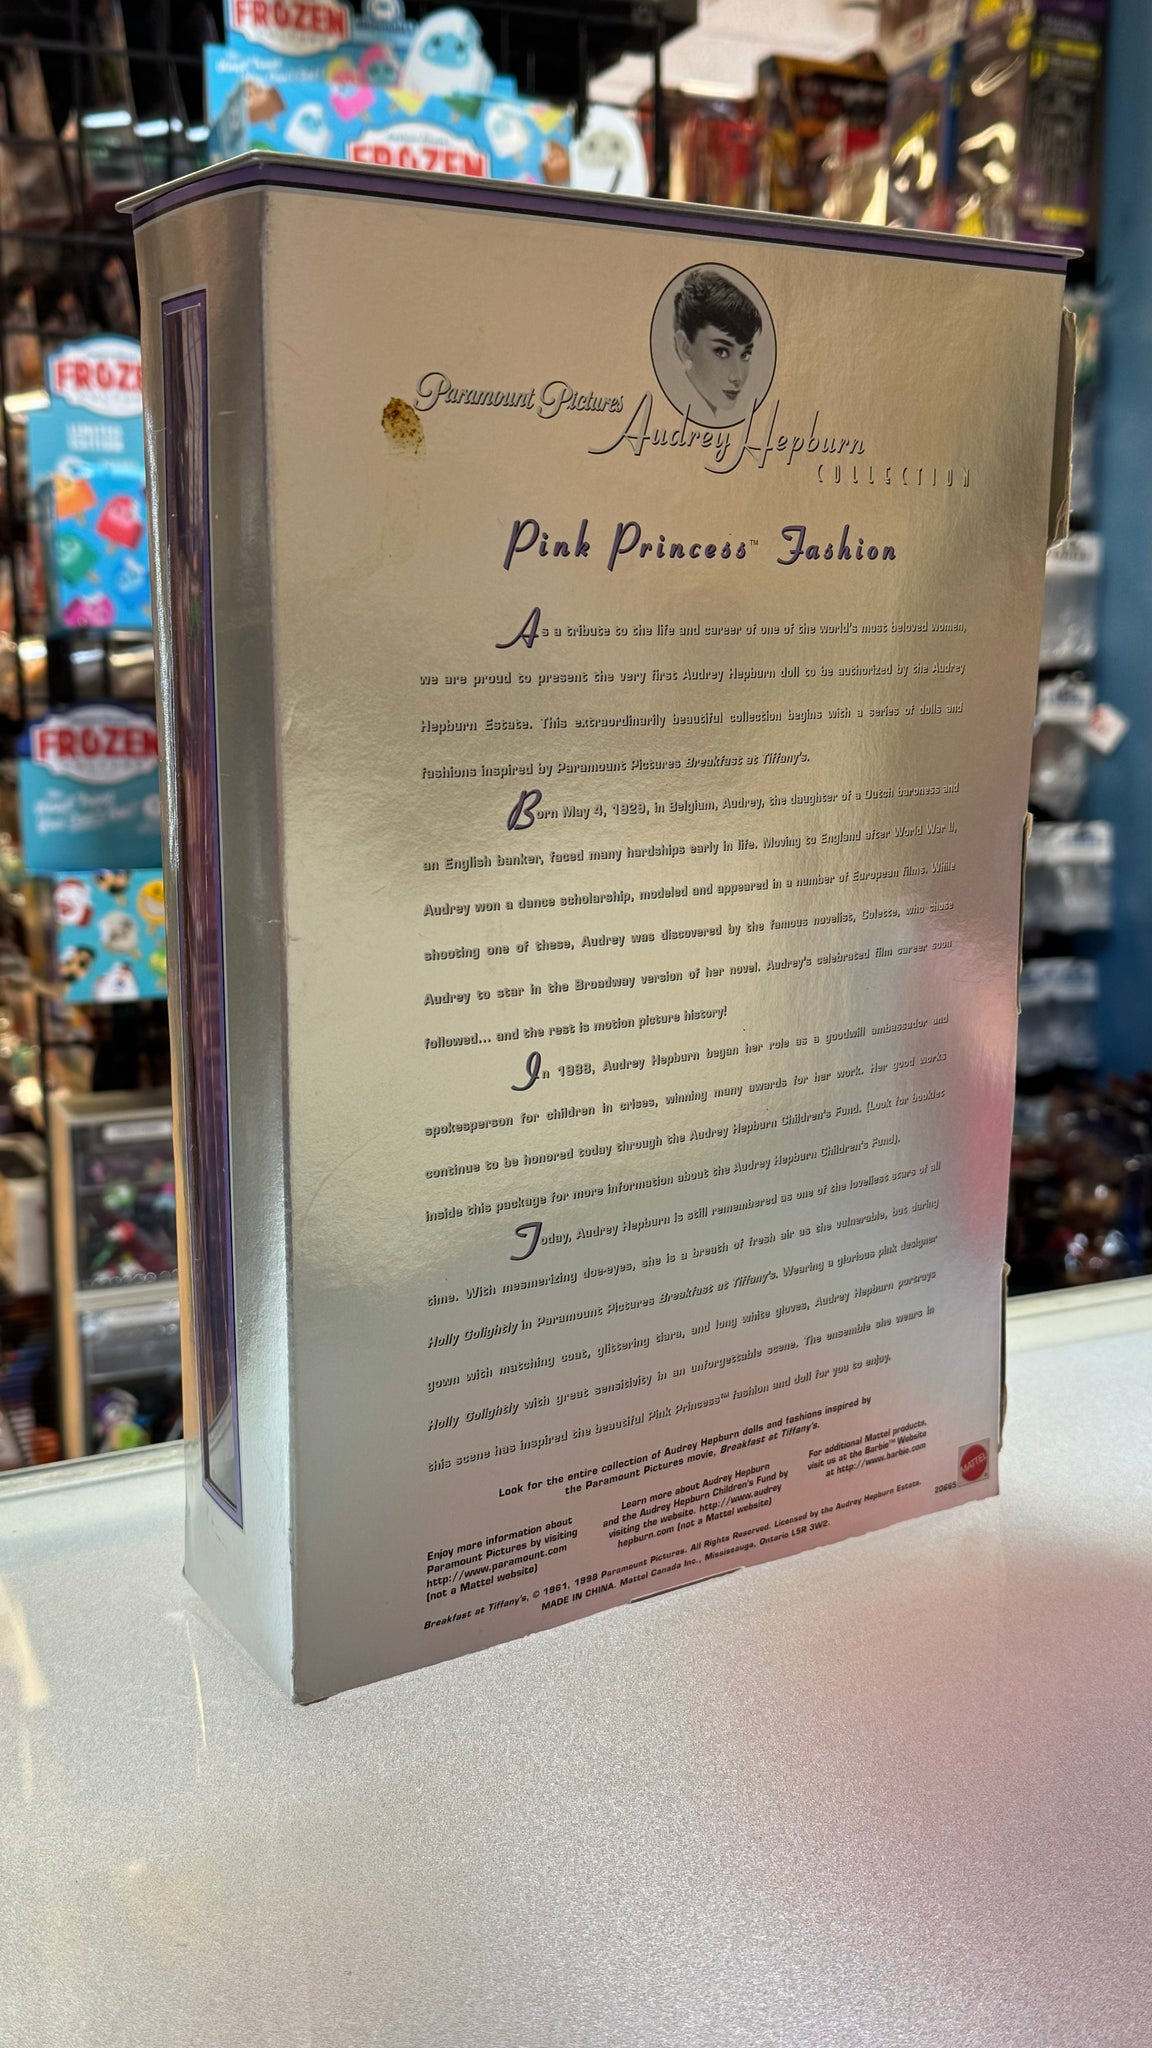 FROZEN
FROZEN
FROZE
LIMITED
EDITION
FROZEN
Paramount Pictures
Audrey Hepburn
COLLECTION
Pink Princess™ Fashion
As a tribute to the life and career of one of the world's most beloved women,
we are proud to present the very first Audrey Hepburn doll to be authorized by the Audrey
Hepburn Estate. This extraordinarily beautiful collection begins with a series of dolls and
fashions inspired by Paramount Pictures Breakfast at Tiffany's.
Born May 4, 1929, in Belgium, Audrey, the daughter of a Dutch baroness and
an English banker, faced many hardships early in life. Moving to England after World War II,
Audrey won a dance scholarship, modeled and appeared in a number of European films. While
shooting one of these, Audrey was discovered by the famous novelist, Colette, who chose
Audrey to star in the Broadway version of her novel. Audrey's celebrated film career soon
followed... and the rest is motion picture history!
In 1988, Audrey Hepburn began her role as a goodwill ambassador and
spokesperson for children in crises, winning many awards for her work. Her good works
continue to be honored today through the Audrey Hepburn Children's Fund. (Look for booklet
inside this package for more information about the Audrey Hepburn Children's Fund).
Today, Audrey Hepburn is still remembered as one of the loveliest stars of all
time. With mesmerizing doe-eyes, she is a breath of fresh air as the vulnerable, but daring
Holly Golightly in Paramount Pictures Breakfast at Tiffany's. Wearing a glorious pink designer
gown with matching coat, glittering tiara, and long white gloves, Audrey Hepburn portrays
Holly Golightly with great sensitivity in an unforgettable scene. The ensemble she wears in
this scene has inspired the beautiful Pink Princess™ fashion and doll for you to enjoy.
Look for the entire collection of Audrey Hepburn dolls and fashions inspired by
the Paramount Pictures movie, Breakfast at Tiffany's.
Enjoy more information about
Paramount Pictures by visiting
http://www.paramount.com
(not a Mattel website)
Learn more about Audrey Hepburn
and the Audrey Hepburn Children's Fund by
visiting the website. http://www.audrey
hepburn.com (not a Mattel website)
For additional Mattel products,
visit us at the Barbie™ Website
at http://www.barbie.com
MATTEL
20665
Breakfast at Tiffany's, © 1961, 1998 Paramount Pictures. All Rights Reserved. Licensed by the Audrey Hepburn Estate.
MADE IN CHINA. Mattel Canada Inc., Mississauga, Ontario L5R 3W2.